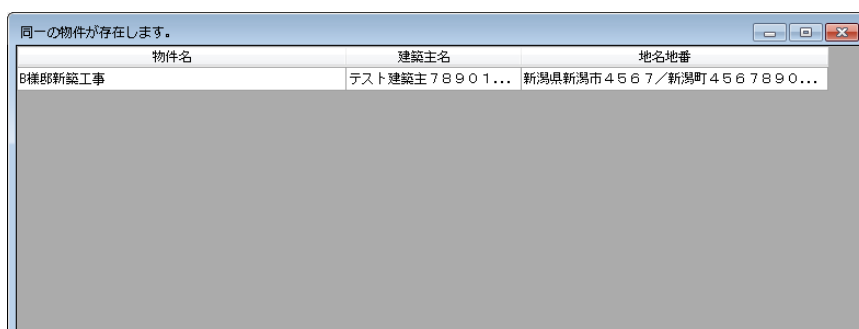 同一の物件が存在します。
物件名 建築主名 地名地番
B様邸新築工事 テスト建築主７８９０１... 新潟県新潟市４５６７／新潟町４５６７８９０...